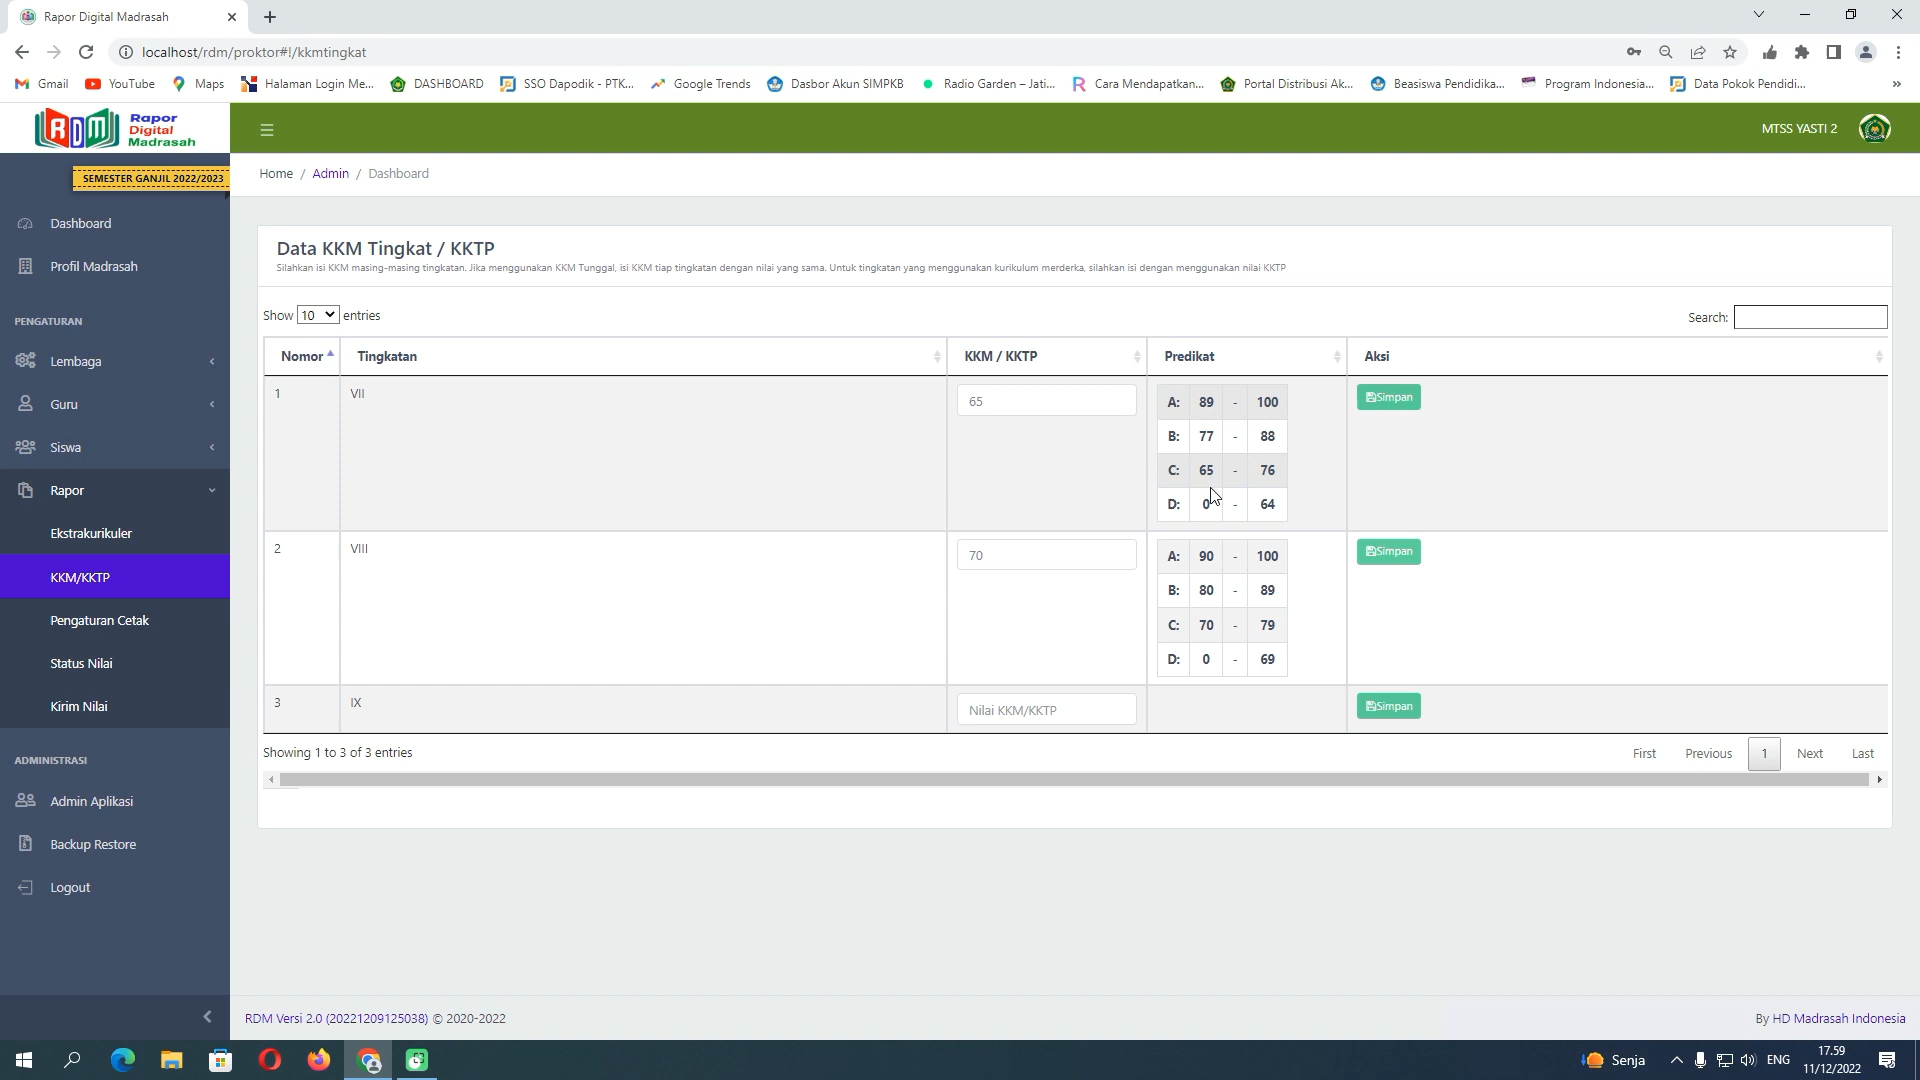 Rapor Digital Madrasah
localhost/rdm/proktor#!/kkmtingkat
Gmail YouTube Maps Halaman Login Me... DASHBOARD SSO Dapodik - PTK... Google Trends Dasbor Akun SIMPKB Radio Garden – Jati... Cara Mendapatkan... Portal Distribusi Ak... Beasiswa Pendidika... Program Indonesia... Data Pokok Pendidi... »
RDM Rapor Digital Madrasah
MTSS YASTI 2
SEMESTER GANJIL 2022/2023
Home / Admin / Dashboard
Dashboard
Profil Madrasah
PENGATURAN
Lembaga
Guru
Siswa
Rapor
Ekstrakurikuler
KKM/KKTP
Pengaturan Cetak
Status Nilai
Kirim Nilai
ADMINISTRASI
Admin Aplikasi
Backup Restore
Logout
Data KKM Tingkat / KKTP
Silahkan isi KKM masing-masing tingkatan. Jika menggunakan KKM Tunggal, isi KKM tiap tingkatan dengan nilai yang sama. Untuk tingkatan yang menggunakan kurikulum merderka, silahkan isi dengan menggunakan nilai KKTP
Show 10 entries
Search:
Nomor Tingkatan KKM / KKTP Predikat Aksi
1 VII 65 A: 89 - 100 Simpan
B: 77 - 88
C: 65 - 76
D: 0 - 64
2 VIII 70 A: 90 - 100 Simpan
B: 80 - 89
C: 70 - 79
D: 0 - 69
3 IX Nilai KKM/KKTP Simpan
Showing 1 to 3 of 3 entries
First Previous 1 Next Last
RDM Versi 2.0 (20221209125038) © 2020-2022
By HD Madrasah Indonesia
Senja
ENG
17.59
11/12/2022